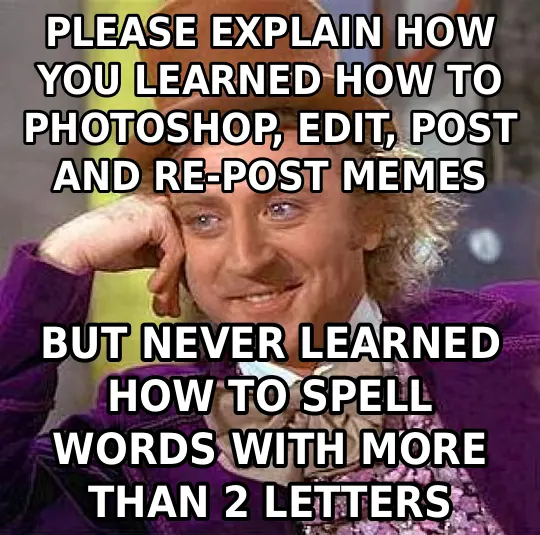 PLEASE EXPLAIN HOW
YOU LEARNED HOW TO
PHOTOSHOP, EDIT, POST
AND RE-POST MEMES
BUT NEVER LEARNED
HOW TO SPELL
WORDS WITH MORE
THAN 2 LETTERS